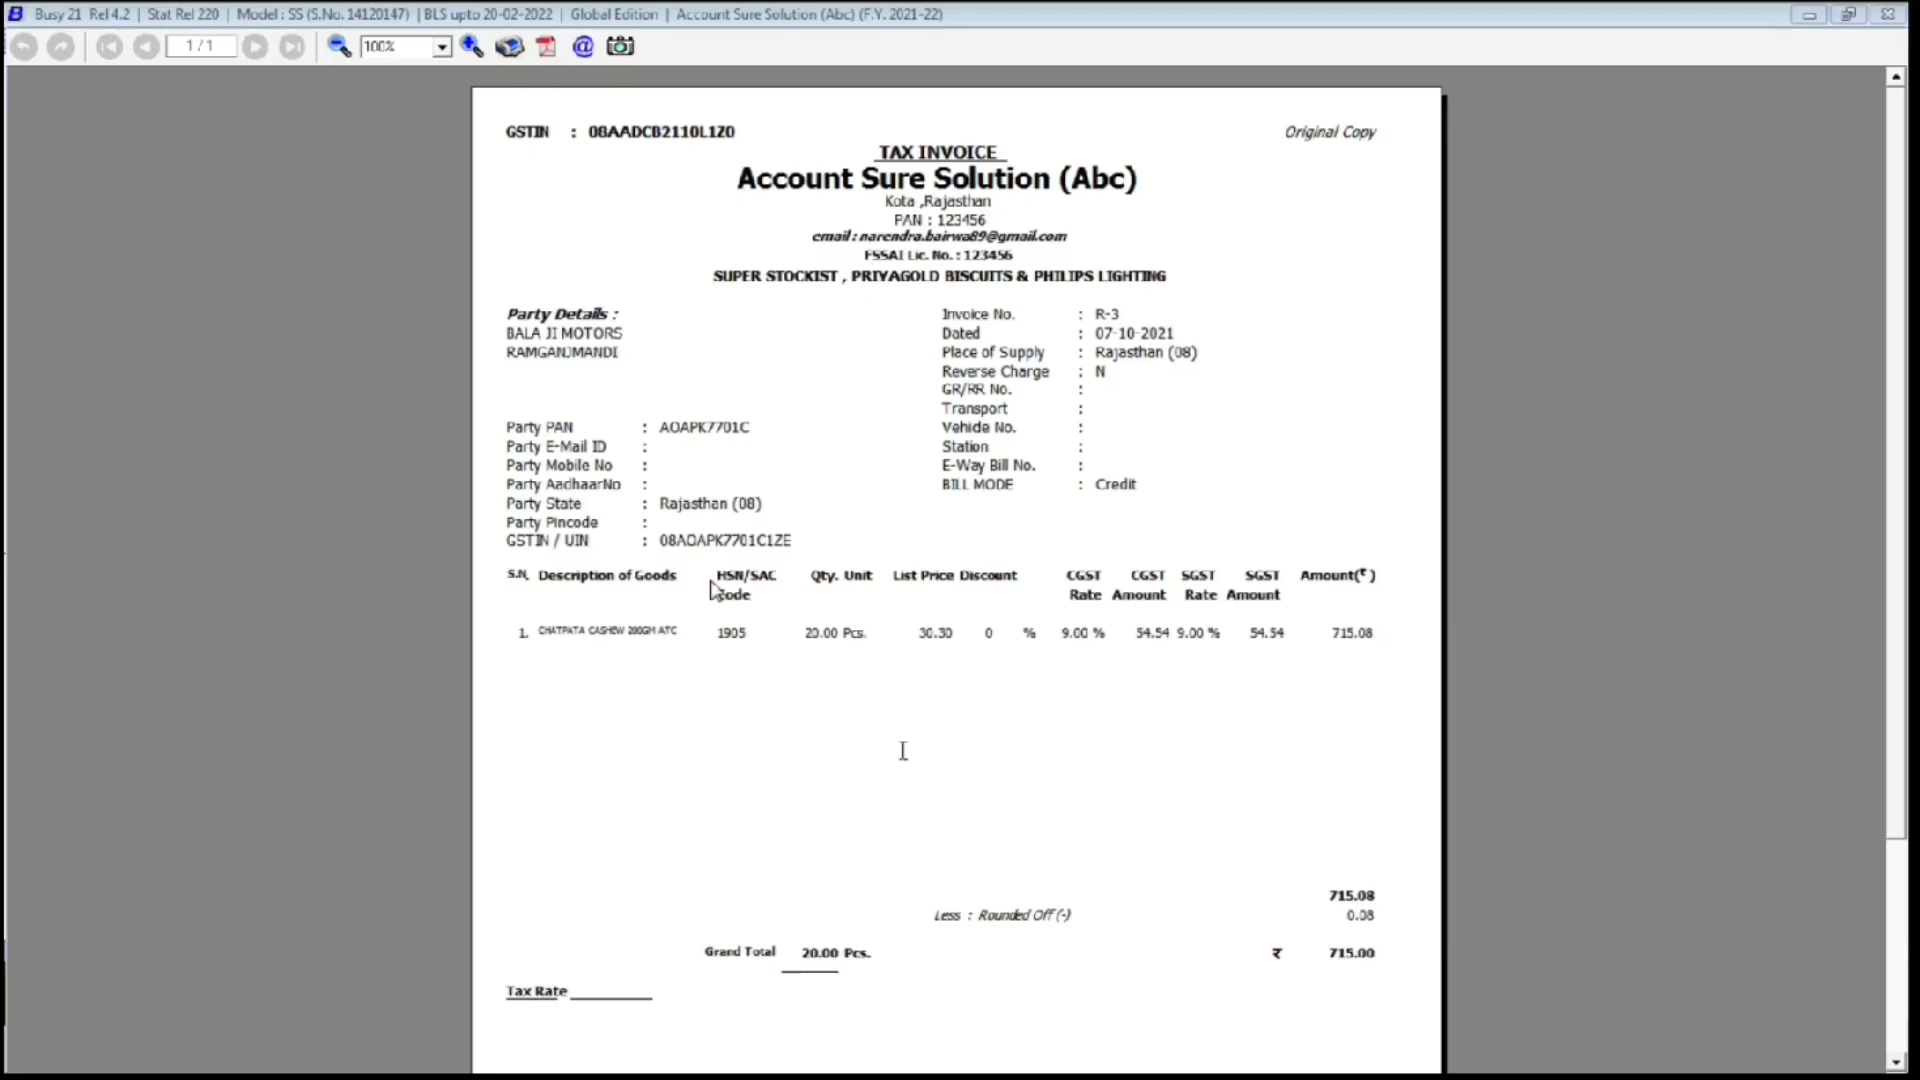 Busy 21 Rel 4.2 | Stat Rel 220 | Model : SS (S.No. 14120147) | BLS upto 20-02-2022 | Global Edition | Account Sure Solution (Abc) (F.Y. 2021-22)
1 / 1 100%
GSTIN : 08AADCB2110L1Z0 Original Copy
TAX INVOICE
Account Sure Solution (Abc)
Kota ,Rajasthan
PAN : 123456
email : narendra.bairwa89@gmail.com
FSSAI Lic. No. : 123456
SUPER STOCKIST , PRIYAGOLD BISCUITS & PHILIPS LIGHTING
Party Details : Invoice No. : R-3
BALA JI MOTORS Dated : 07-10-2021
RAMGANJMANDI Place of Supply : Rajasthan (08)
Reverse Charge : N
GR/RR No. :
Transport :
Party PAN : AOAPK7701C Vehicle No. :
Party E-Mail ID : Station :
Party Mobile No : E-Way Bill No. :
Party AadhaarNo : BILL MODE : Credit
Party State : Rajasthan (08)
Party Pincode :
GSTIN / UIN : 08AOAPK7701C1ZE
S.N. Description of Goods HSN/SAC Qty. Unit List Price Discount CGST CGST SGST SGST Amount(₹)
Code Rate Amount Rate Amount
1. CHATPATA CASHEW 200GM ATC 1905 20.00 Pcs. 30.30 0 % 9.00 % 54.54 9.00 % 54.54 715.08
715.08
Less : Rounded Off (-) 0.08
Grand Total 20.00 Pcs. ₹ 715.00
Tax Rate